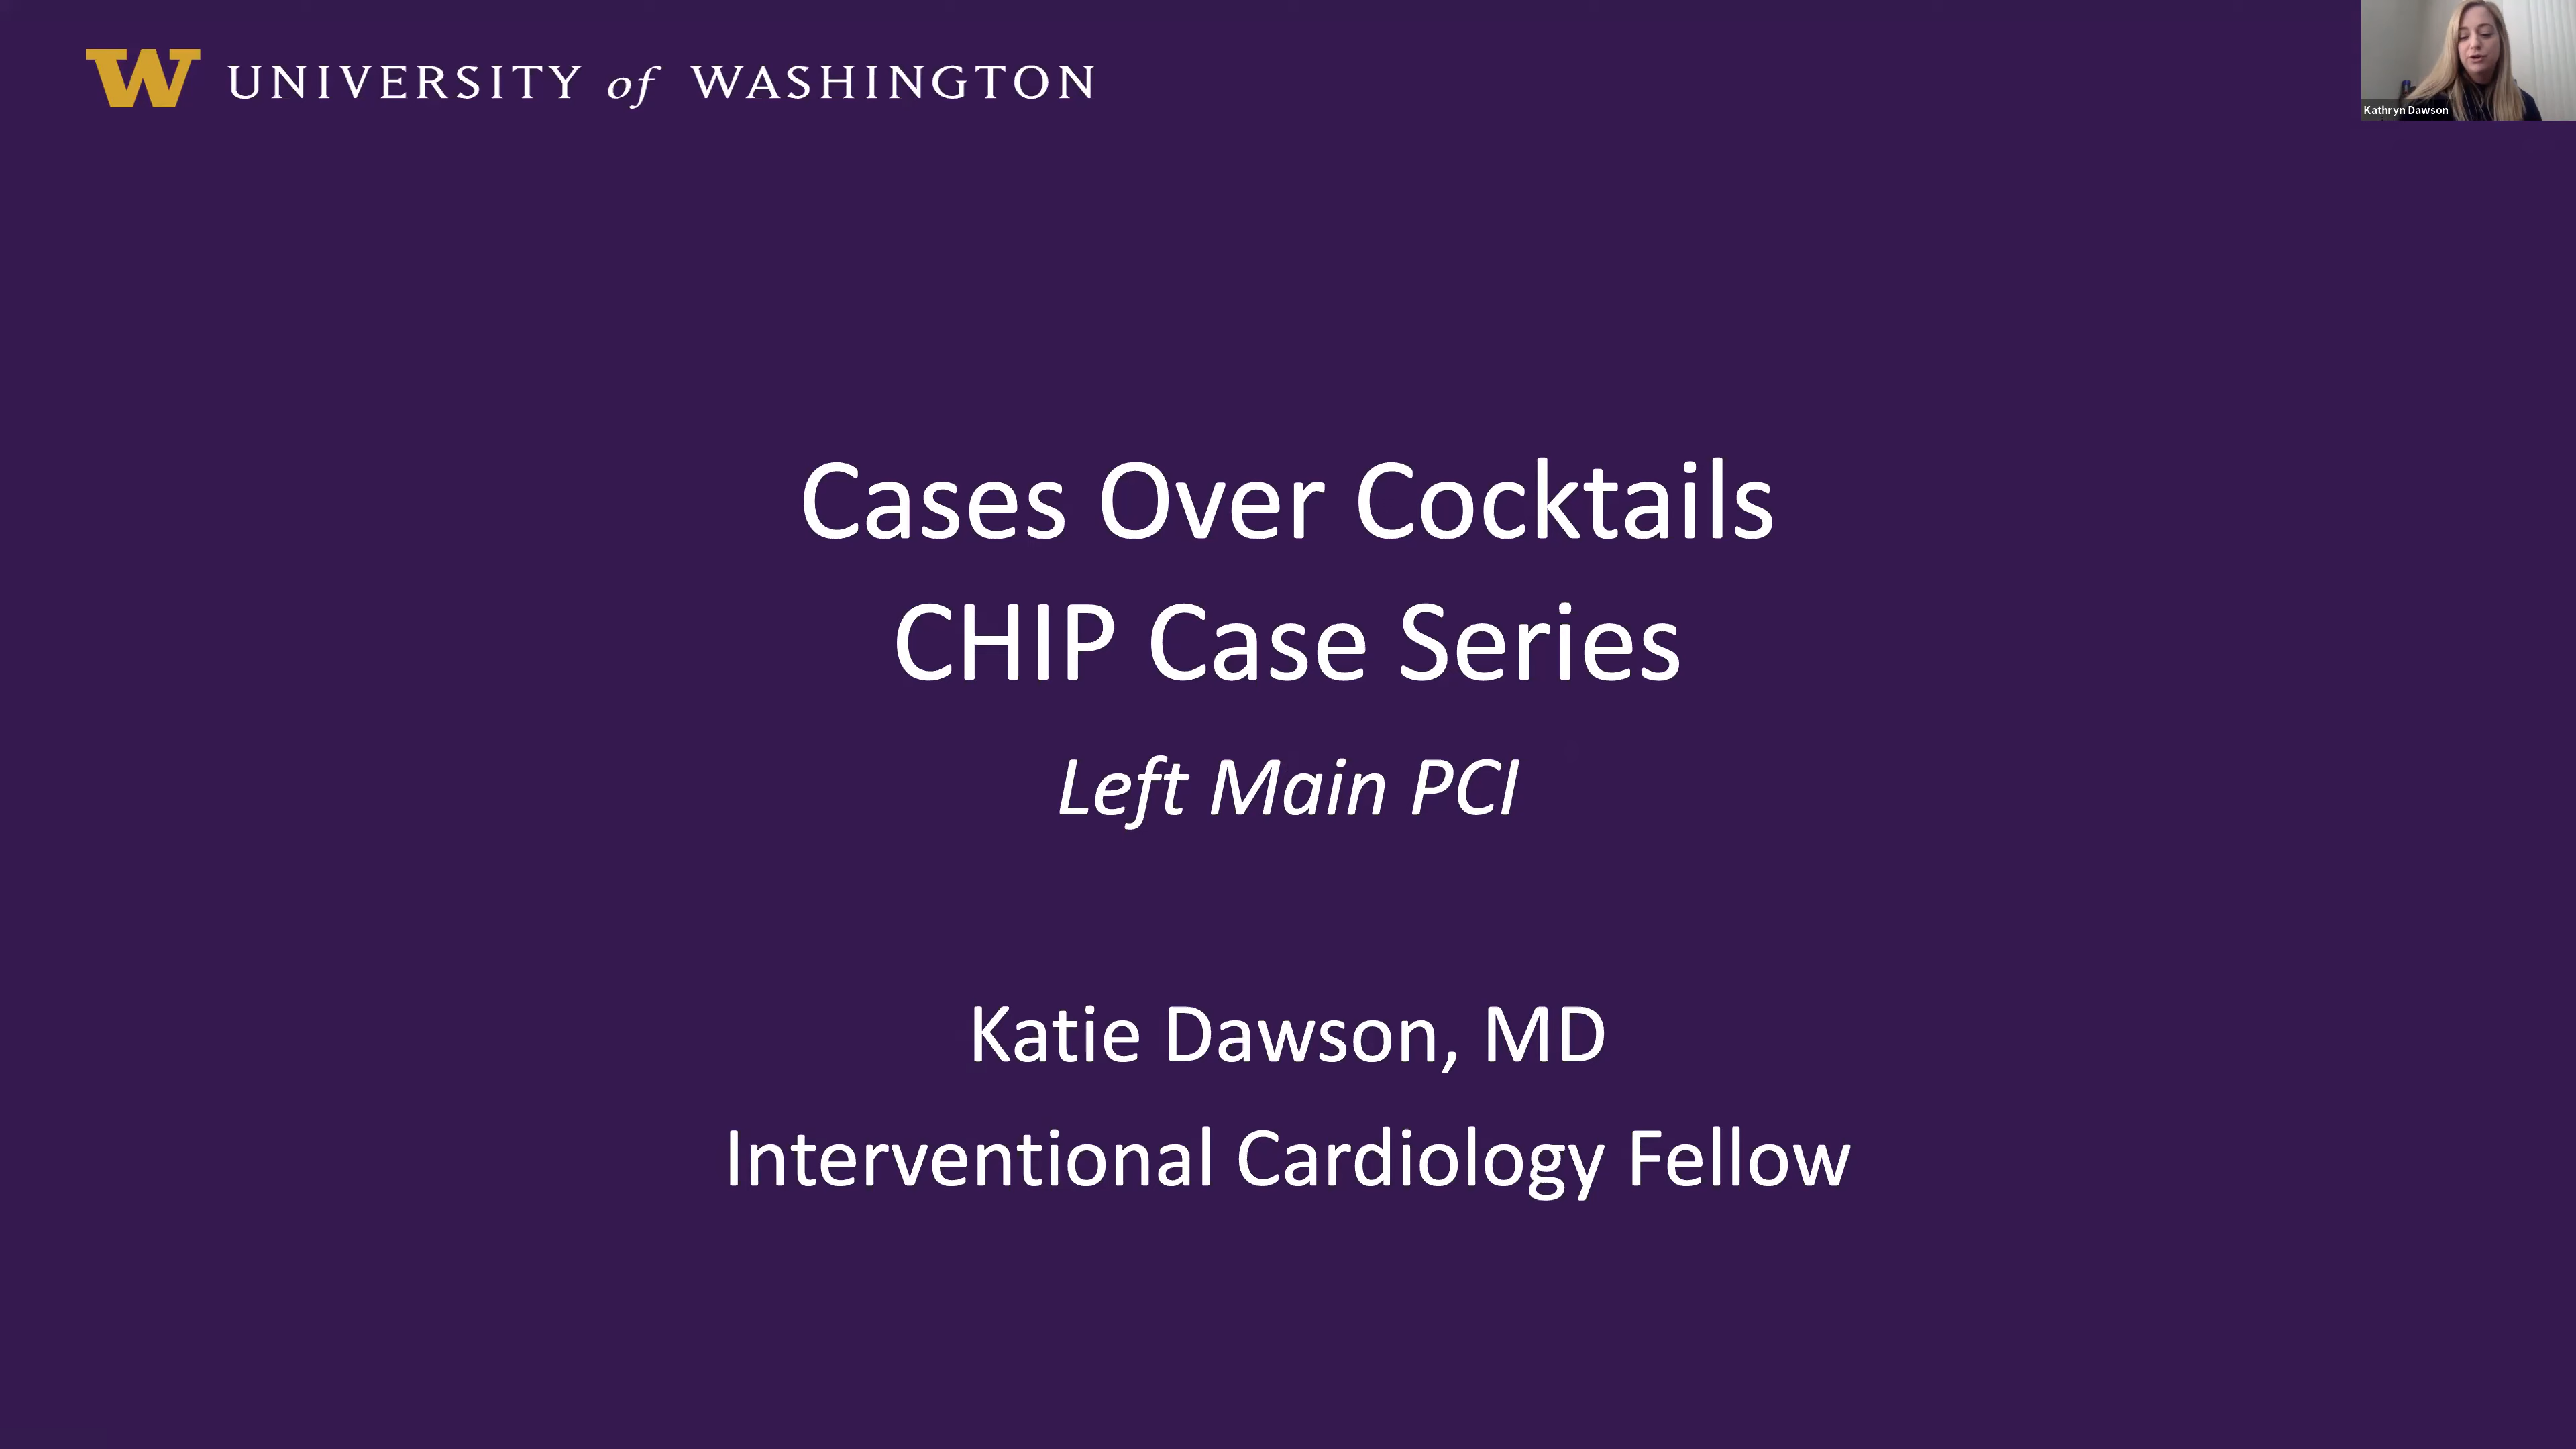 W UNIVERSITY of WASHINGTON
Kathryn Dawson
Cases Over Cocktails
CHIP Case Series
Left Main PCI
Katie Dawson, MD
Interventional Cardiology Fellow